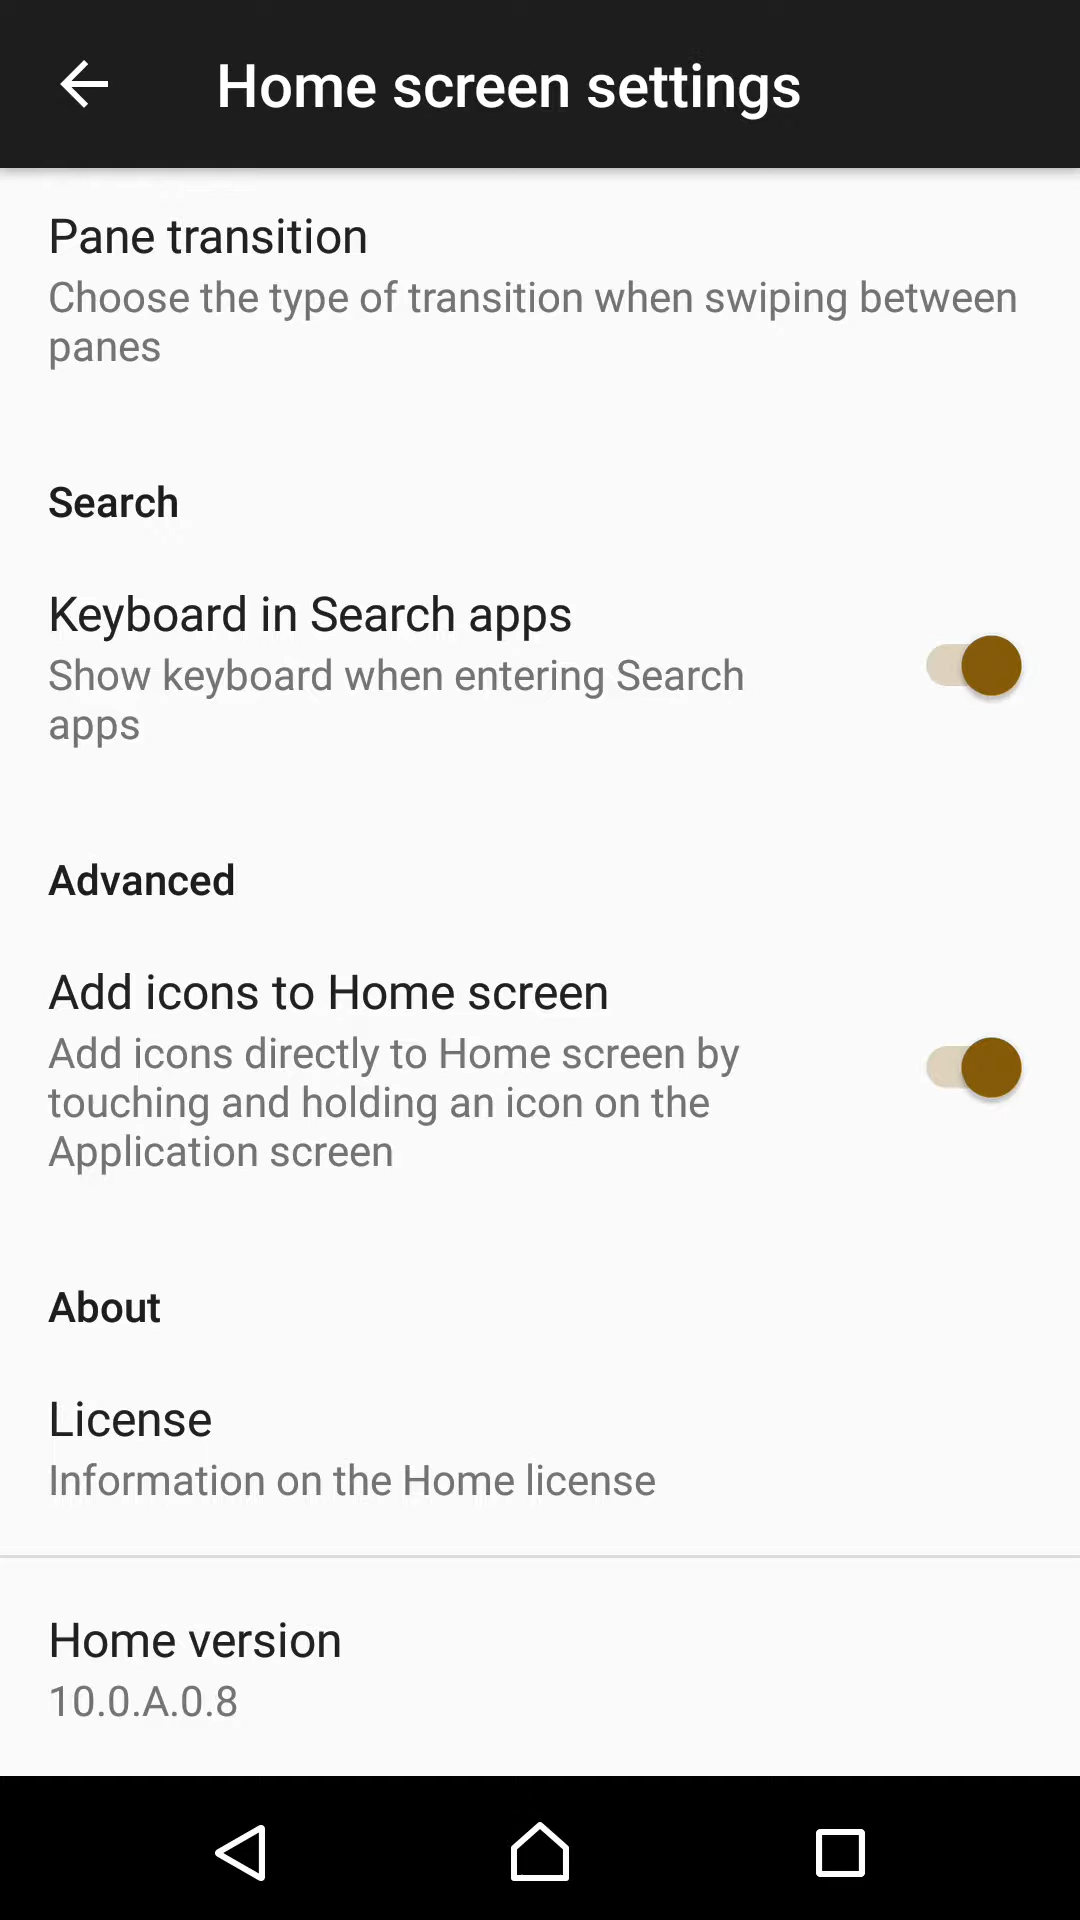 Home screen settings
Pane transition
Choose the type of transition when swiping between
panes
Search
Keyboard in Search apps
Show keyboard when entering Search
apps
Advanced
Add icons to Home screen
Add icons directly to Home screen by
touching and holding an icon on the
Application screen
About
License
Information on the Home license
Home version
10.0.A.0.8